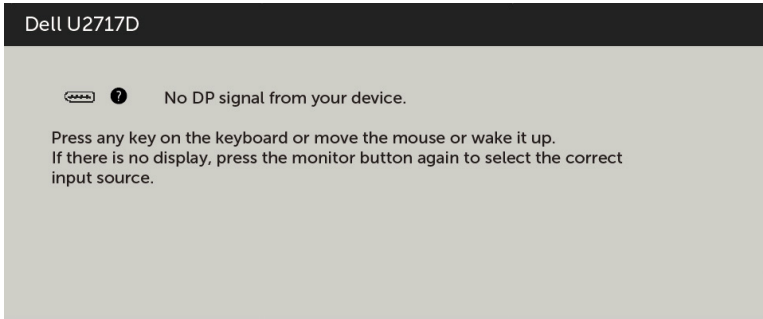 Dell U2717D
? No DP signal from your device.
Press any key on the keyboard or move the mouse or wake it up.
If there is no display, press the monitor button again to select the correct
input source.